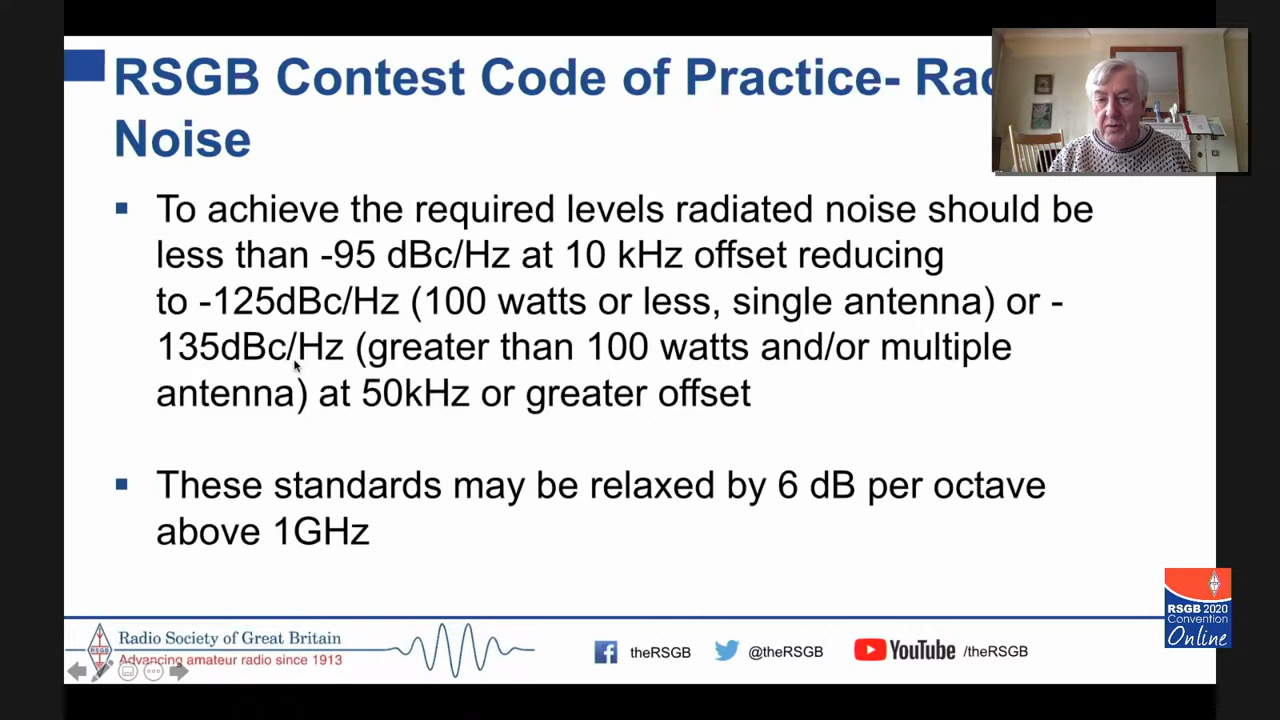 RSGB Contest Code of Practice-
Noise
▪ To achieve the required levels radiated noise should be
less than -95 dBc/Hz at 10 kHz offset reducing
to -125dBc/Hz (100 watts or less, single antenna) or -
135dBc/Hz (greater than 100 watts and/or multiple
antenna) at 50kHz or greater offset
▪ These standards may be relaxed by 6 dB per octave
above 1GHz
RSGB 2020
Convention
Online
RSGB
Radio Society of Great Britain
Advancing amateur radio since 1913
theRSGB
@theRSGB
YouTube /theRSGB